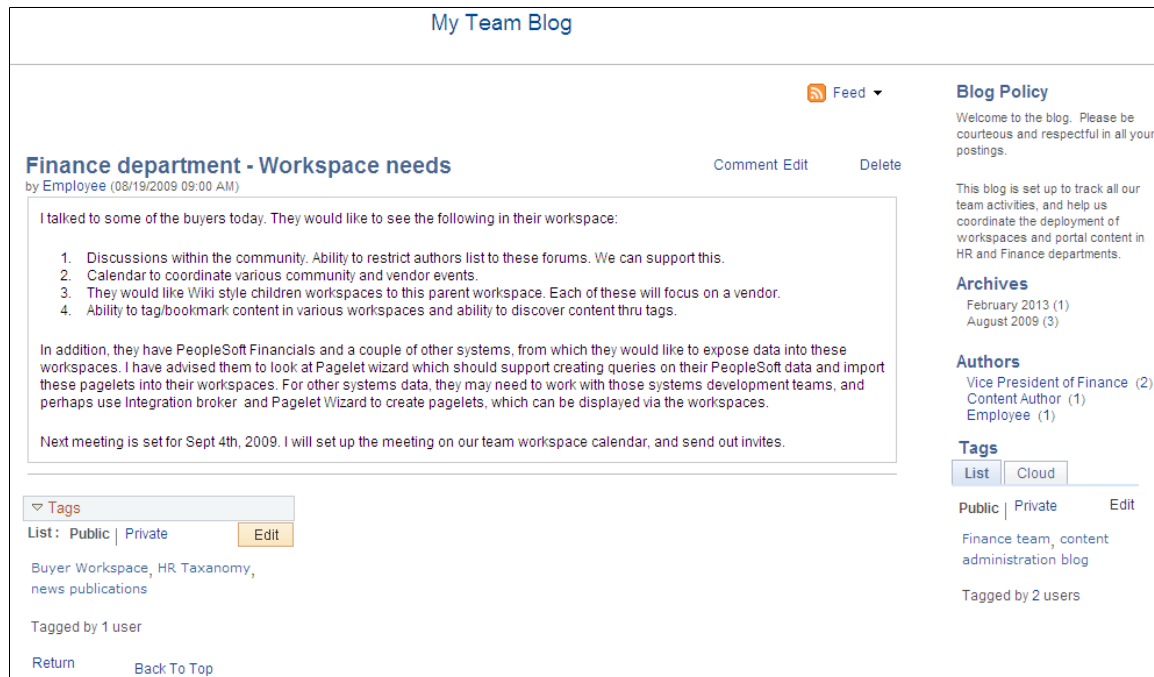 My Team Blog
Feed
Finance department - Workspace needs
Comment Edit Delete
by Employee (08/19/2009 09:00 AM)
I talked to some of the buyers today. They would like to see the following in their workspace:
1. Discussions within the community. Ability to restrict authors list to these forums. We can support this.
2. Calendar to coordinate various community and vendor events.
3. They would like Wiki style children workspaces to this parent workspace. Each of these will focus on a vendor.
4. Ability to tag/bookmark content in various workspaces and ability to discover content thru tags.
In addition, they have PeopleSoft Financials and a couple of other systems, from which they would like to expose data into these
workspaces. I have advised them to look at Pagelet wizard which should support creating queries on their PeopleSoft data and import
these pagelets into their workspaces. For other systems data, they may need to work with those systems development teams, and
perhaps use Integration broker and Pagelet Wizard to create pagelets, which can be displayed via the workspaces.
Next meeting is set for Sept 4th, 2009. I will set up the meeting on our team workspace calendar, and send out invites.
Tags
List: Public | Private Edit
Buyer Workspace, HR Taxanomy,
news publications
Tagged by 1 user
Return Back To Top
Blog Policy
Welcome to the blog. Please be
courteous and respectful in all your
postings.
This blog is set up to track all our
team activities, and help us
coordinate the deployment of
workspaces and portal content in
HR and Finance departments.
Archives
February 2013 (1)
August 2009 (3)
Authors
Vice President of Finance (2)
Content Author (1)
Employee (1)
Tags
List Cloud
Public | Private Edit
Finance team, content
administration blog
Tagged by 2 users